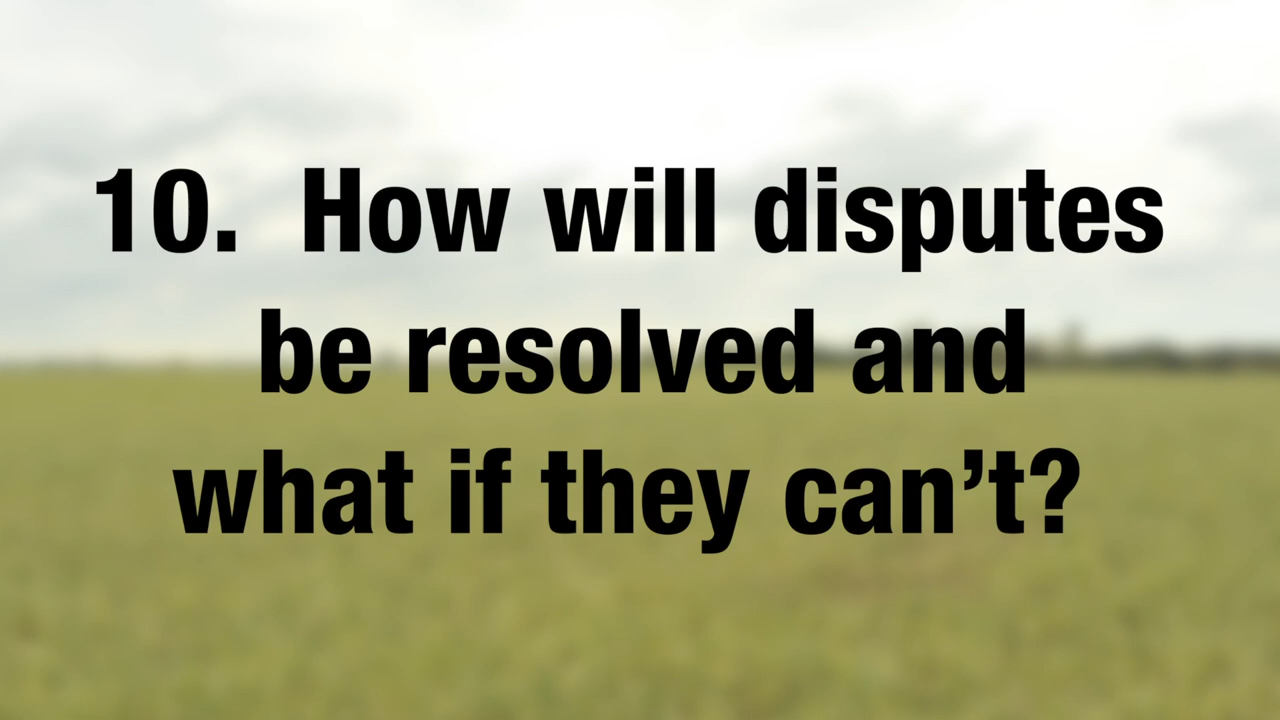 10. How will disputes
be resolved and
what if they can’t?